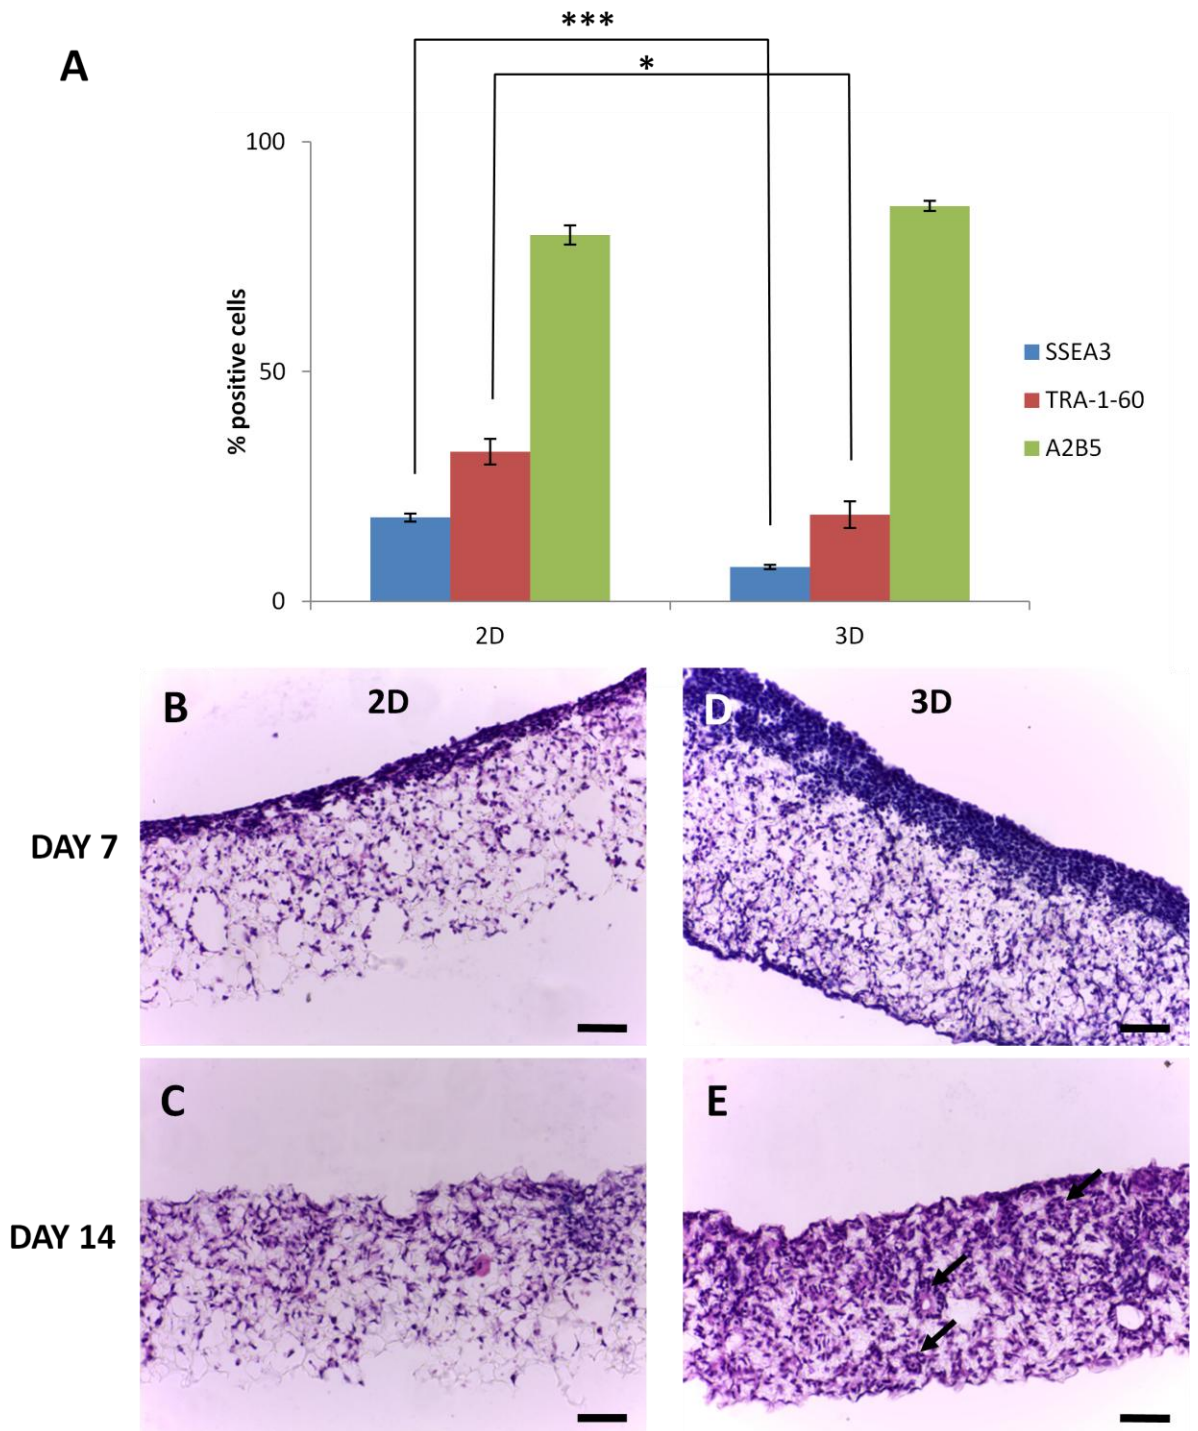 ***
A
*
100
50
0
% positive cells
SSEA3
TRA-1-60
A2B5
2D
3D
B
2D
D
3D
DAY 7
C
E
DAY 14